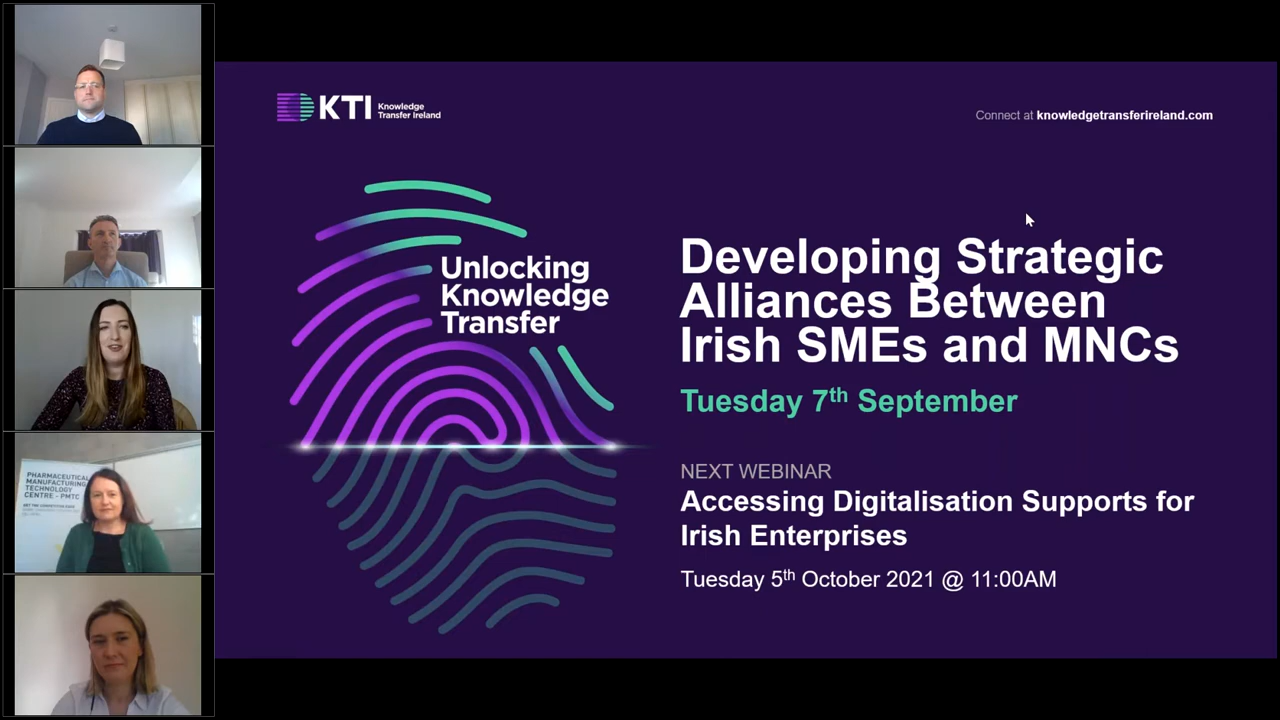 KTI Knowledge
Transfer Ireland
Connect at knowledgetransferireland.com
Unlocking
Knowledge
Transfer
Developing Strategic
Alliances Between
Irish SMEs and MNCs
Tuesday 7th September
NEXT WEBINAR
Accessing Digitalisation Supports for
Irish Enterprises
Tuesday 5th October 2021 @ 11:00AM
PHARMACEUTICAL
MANUFACTURING
TECHNOLOGY
CENTRE - PMTC